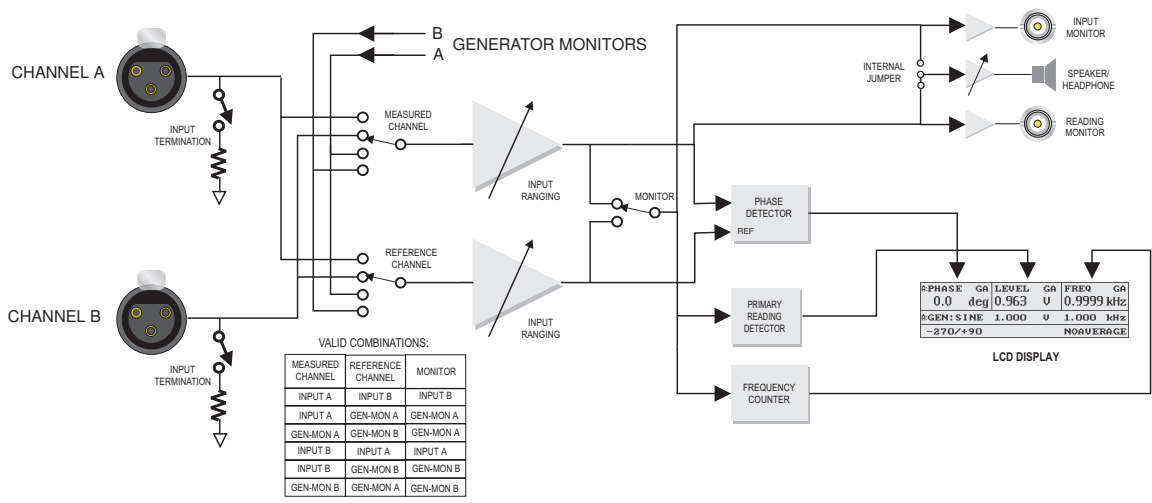 B
A
GENERATOR MONITORS
CHANNEL A
INPUT
TERMINATION
MEASURED
CHANNEL
INPUT
RANGING
INTERNAL
JUMPER
INPUT
MONITOR
SPEAKER/
HEADPHONE
READING
MONITOR
MONITOR
PHASE
DETECTOR
REF
REFERENCE
CHANNEL
INPUT
RANGING
CHANNEL B
INPUT
TERMINATION
PRIMARY
READING
DETECTOR
FREQUENCY
COUNTER
A:PHASE GA LEVEL GA FREQ GA
0.0 deg 0.963 V 0.9999 kHz
A:GEN:SINE 1.000 V 1.000 kHz
-270/+90 NOAVERAGE
LCD DISPLAY
VALID COMBINATIONS:
MEASURED CHANNEL REFERENCE CHANNEL MONITOR
INPUT A INPUT B INPUT B
INPUT A GEN-MON A GEN-MON A
GEN-MON A GEN-MON B GEN-MON A
INPUT B INPUT A INPUT A
INPUT B GEN-MON B GEN-MON B
GEN-MON B GEN-MON A GEN-MON B